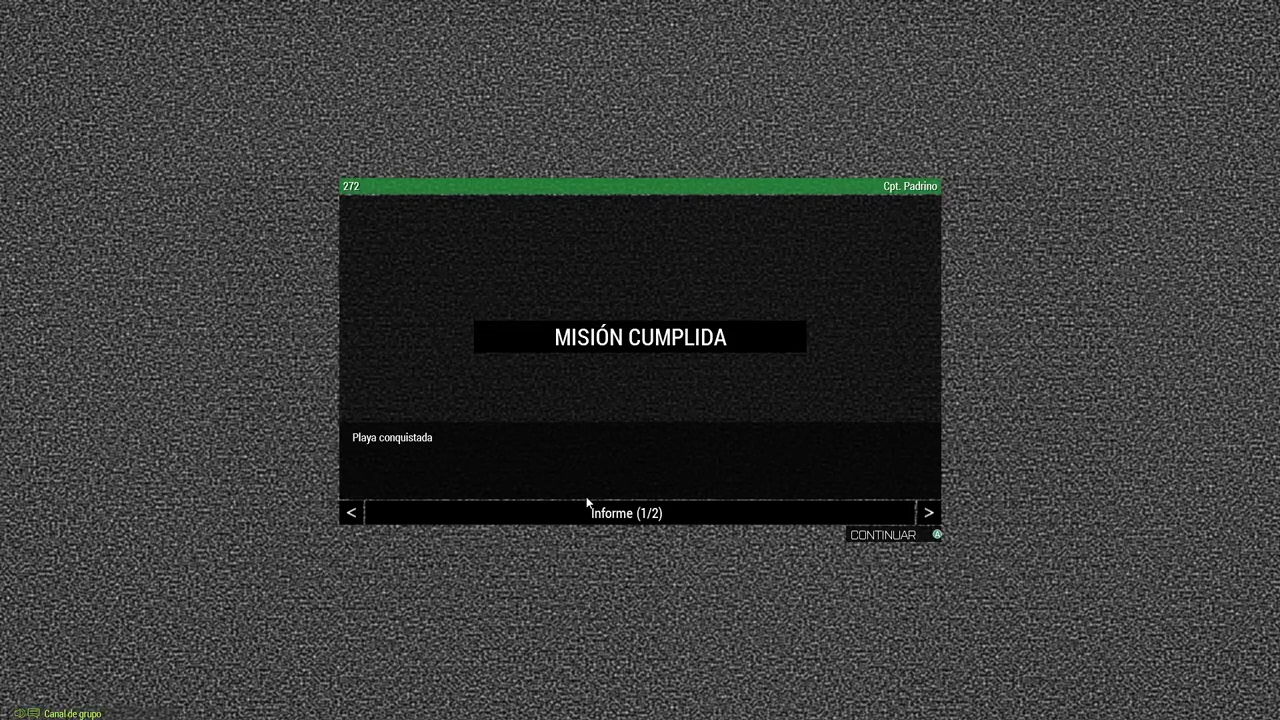 272
Cpt. Padrino
MISIÓN CUMPLIDA
Playa conquistada
< Informe (1/2) >
CONTINUAR A
Canal de grupo